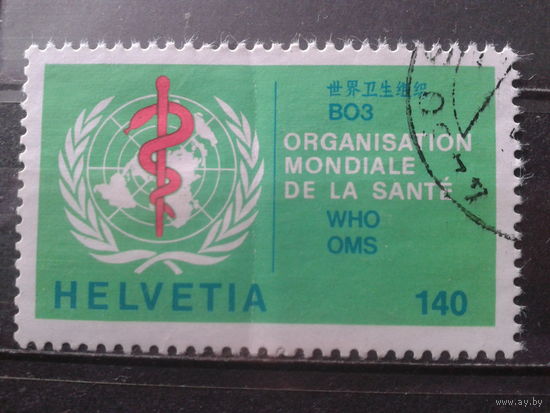 世界卫生组织
ВОЗ
ORGANISATION
MONDIALE
DE LA SANTÉ
WHO
OMS
HELVETIA
140
www.ay.by